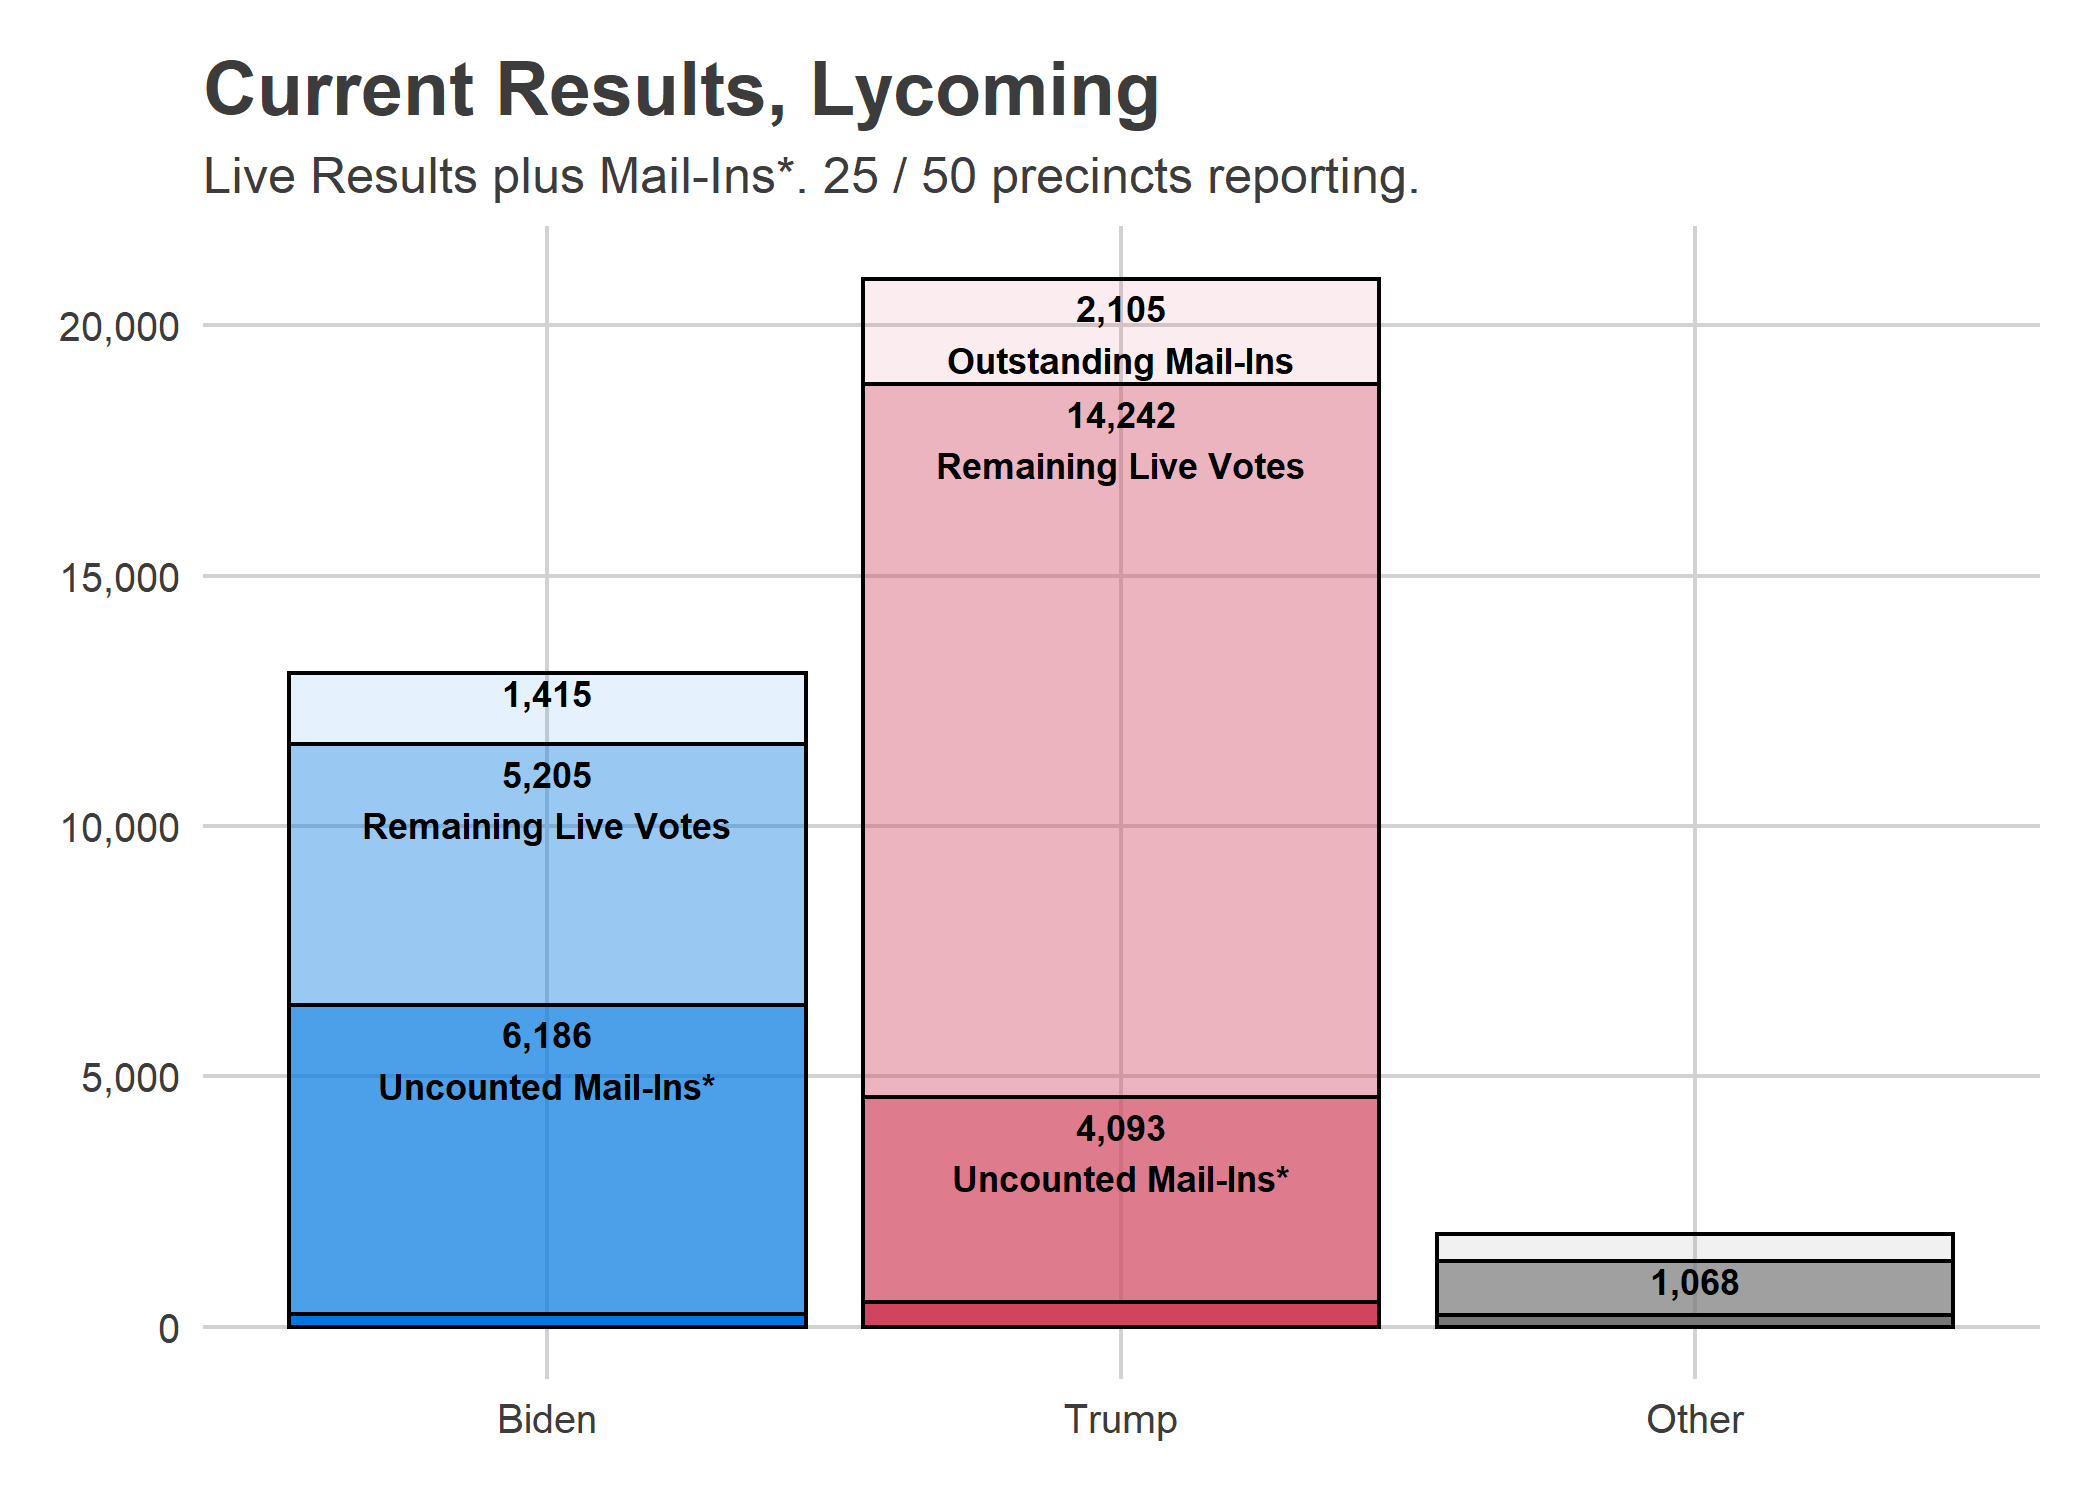 Current Results, Lycoming
Live Results plus Mail-Ins*. 25 / 50 precincts reporting.
20,000
15,000
10,000
5,000
0
1,415
5,205
Remaining Live Votes
6,186
Uncounted Mail-Ins*
2,105
Outstanding Mail-Ins
14,242
Remaining Live Votes
4,093
Uncounted Mail-Ins*
1,068
Biden
Trump
Other